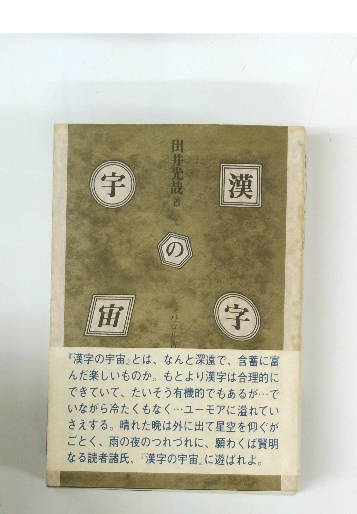 漢字の宇宙
出井光哉 著
『漢字の宇宙』とは、なんと深遠で、含蓄に富
んだ楽しいものか。もとより漢字は合理的に
できていて、たいそう有機的でもあるが…で
いながら冷たくもなく…ユーモアに溢れてい
さえする。晴れた晩は外に出て星空を仰ぐが
ごとく、雨の夜のつれづれに、願わくば賢明
なる読者諸氏、『漢字の宇宙』に遊ばれよ。